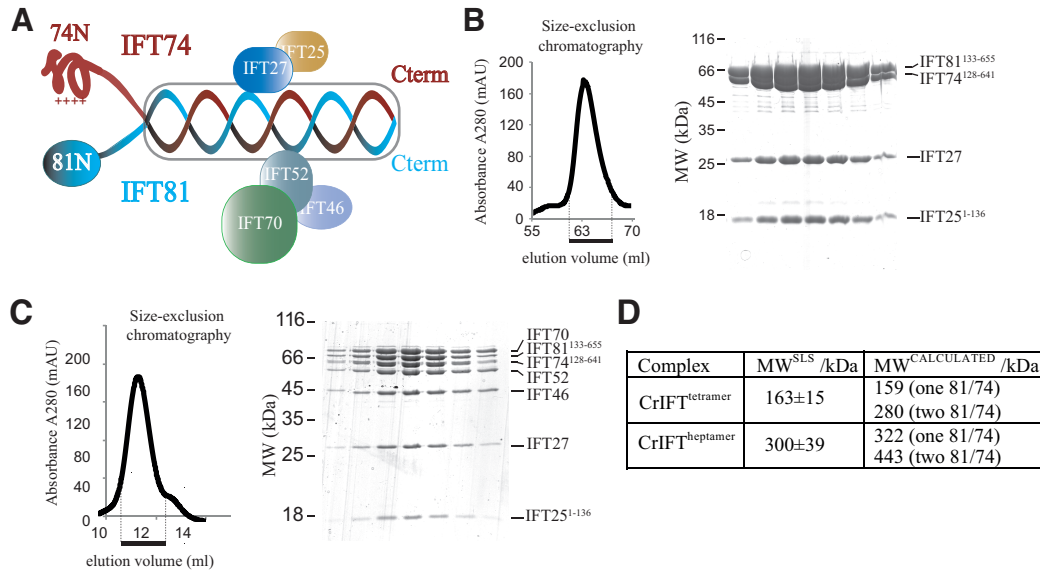 A
74N
IFT74
++++
81N
IFT81
IFT27
IFT25
Cterm
Cterm
IFT52
IFT46
IFT70
B
Size-exclusion
chromatography
Absorbance A280 (mAU)
200
160
120
80
40
0
55 63 70
elution volume (ml)
MW (kDa)
116
66
45
35
25
18
IFT81¹³³⁻⁶⁵⁵
IFT74¹²⁸⁻⁶⁴¹
IFT27
IFT25¹⁻¹³⁶
C
Size-exclusion
chromatography
Absorbance A280 (mAU)
200
160
120
80
40
0
10 12 14
elution volume (ml)
MW (kDa)
116
66
45
35
25
18
IFT70
IFT81¹³³⁻⁶⁵⁵
IFT74¹²⁸⁻⁶⁴¹
IFT52
IFT46
IFT27
IFT25¹⁻¹³⁶
D
Complex MWˢᴸˢ /kDa MWᶜᴬᴸᶜᵁᴸᴬᵀᴱᴰ /kDa
CrIFTᵗᵉᵗʳᵃᵐᵉʳ 163±15 159 (one 81/74)
280 (two 81/74)
CrIFTʰᵉᵖᵗᵃᵐᵉʳ 300±39 322 (one 81/74)
443 (two 81/74)